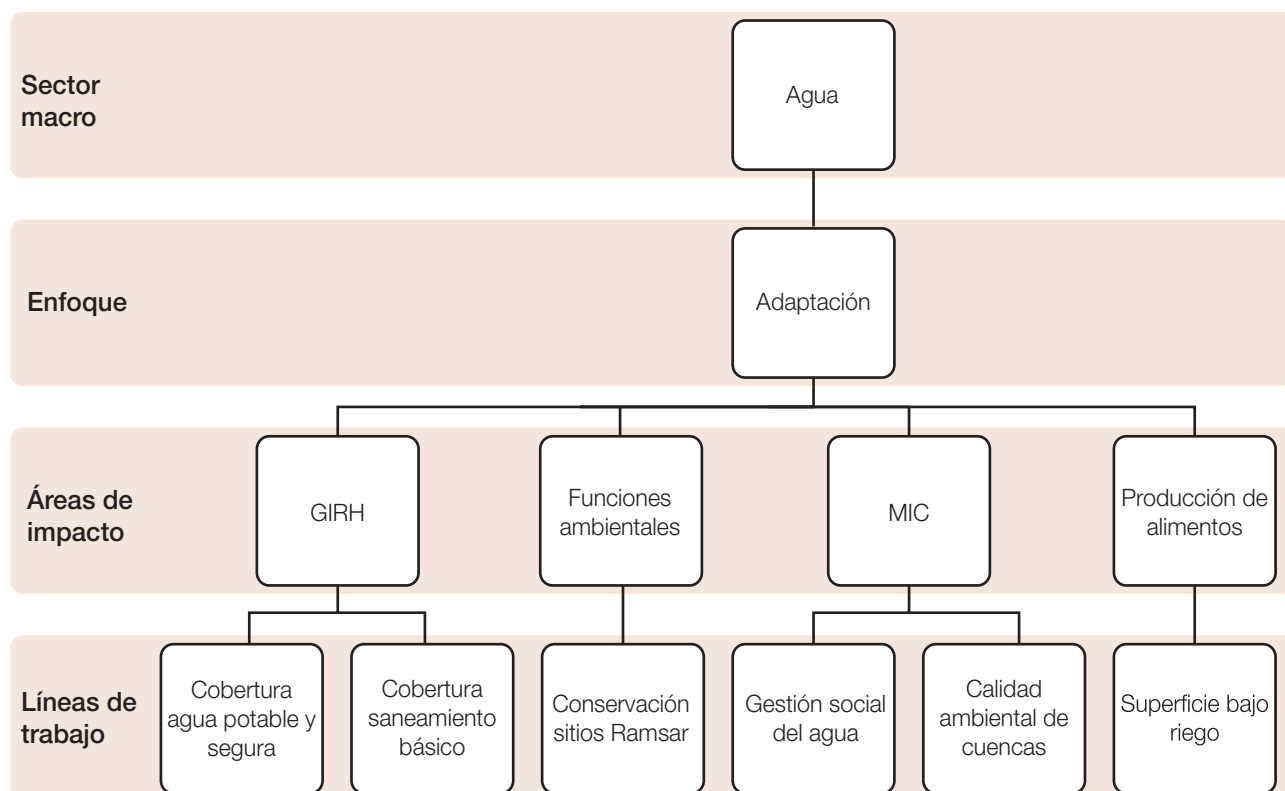 Sector
macro
Agua
Enfoque
Adaptación
Áreas de
impacto
GIRH
Funciones
ambientales
MIC
Producción de
alimentos
Líneas de
trabajo
Cobertura
agua potable y
segura
Cobertura
saneamiento
básico
Conservación
sitios Ramsar
Gestión social
del agua
Calidad
ambiental de
cuencas
Superficie bajo
riego